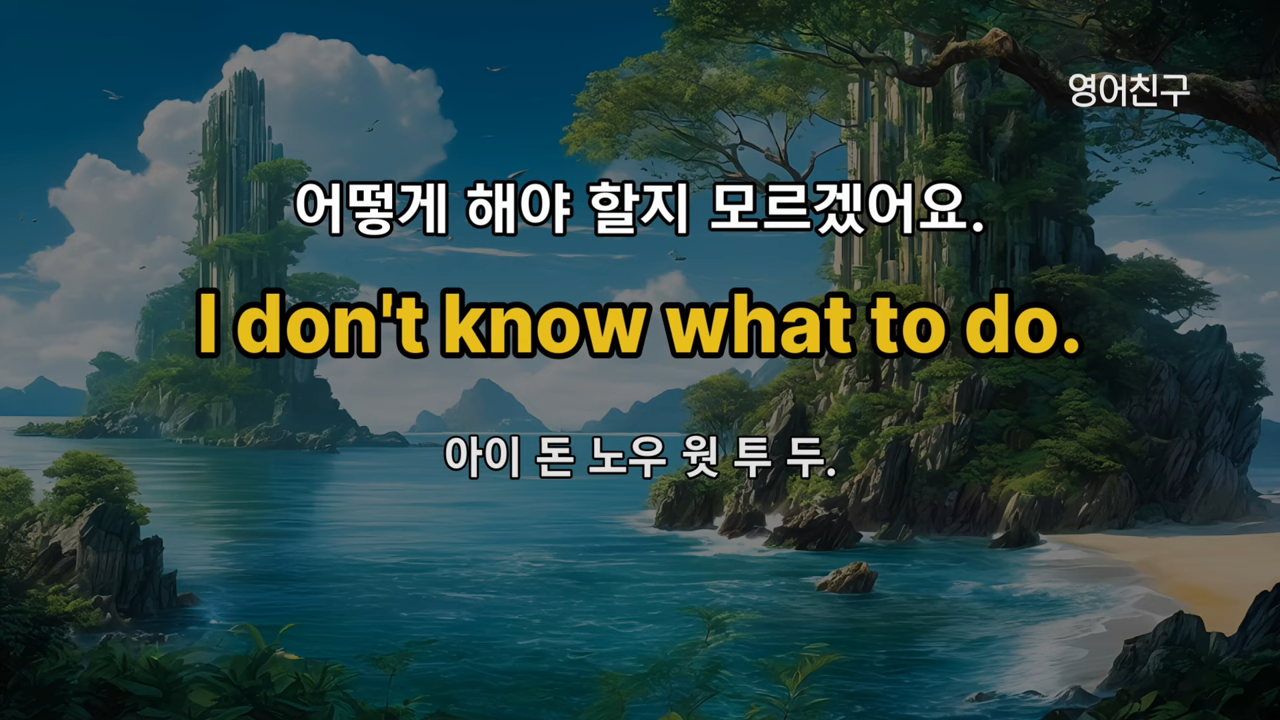 영어친구
어떻게 해야 할지 모르겠어요.
I don't know what to do.
아이 돈 노우 웟 투 두.